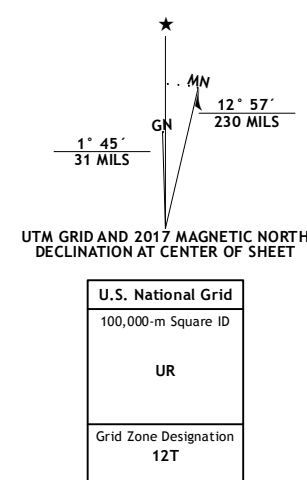 ★
MN
GN
12° 57´
230 MILS
1° 45´
31 MILS
UTM GRID AND 2017 MAGNETIC NORTH
DECLINATION AT CENTER OF SHEET
U.S. National Grid
100,000-m Square ID
UR
Grid Zone Designation
12T